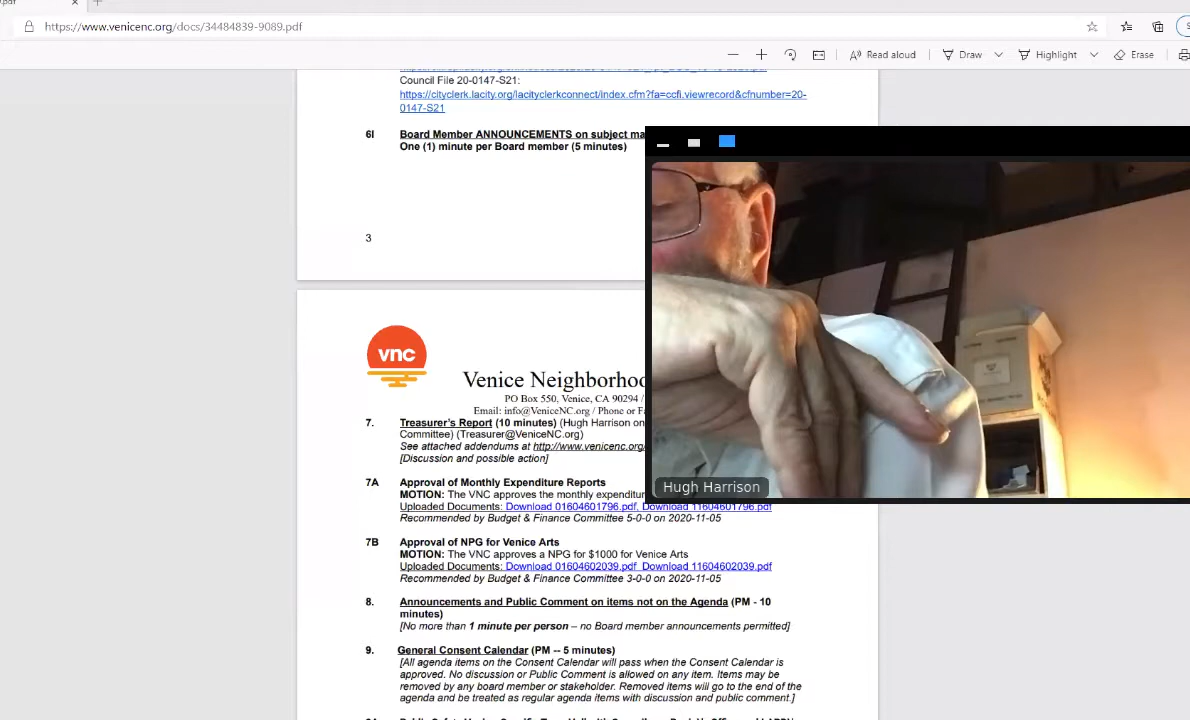 .pdf
https://www.venicenc.org/docs/34484839-9089.pdf
Read aloud
Draw
Highlight
Erase
Council File 20-0147-S21:
https://cityclerk.lacity.org/lacityclerkconnect/index.cfm?fa=ccfi.viewrecord&cfnumber=20-
0147-S21
6I Board Member ANNOUNCEMENTS on subject ma
One (1) minute per Board member (5 minutes)
3
vnc
Venice Neighborhoo
PO Box 550, Venice, CA 90294 /
Email: info@VeniceNC.org / Phone or Fa
7. Treasurer's Report (10 minutes) (Hugh Harrison on
Committee) (Treasurer@VeniceNC.org)
See attached addendums at http://www.venicenc.org/
[Discussion and possible action]
7A Approval of Monthly Expenditure Reports
MOTION: The VNC approves the monthly expenditur
Uploaded Documents: Download 01604601796.pdf, Download 11604601796.pdf
Recommended by Budget & Finance Committee 5-0-0 on 2020-11-05
7B Approval of NPG for Venice Arts
MOTION: The VNC approves a NPG for $1000 for Venice Arts
Uploaded Documents: Download 01604602039.pdf Download 11604602039.pdf
Recommended by Budget & Finance Committee 3-0-0 on 2020-11-05
8. Announcements and Public Comment on items not on the Agenda (PM - 10
minutes)
[No more than 1 minute per person – no Board member announcements permitted]
9. General Consent Calendar (PM -- 5 minutes)
[All agenda items on the Consent Calendar will pass when the Consent Calendar is
approved. No discussion or Public Comment is allowed on any item. Items may be
removed by any board member or stakeholder. Removed items will go to the end of the
agenda and be treated as regular agenda items with discussion and public comment.]
Hugh Harrison